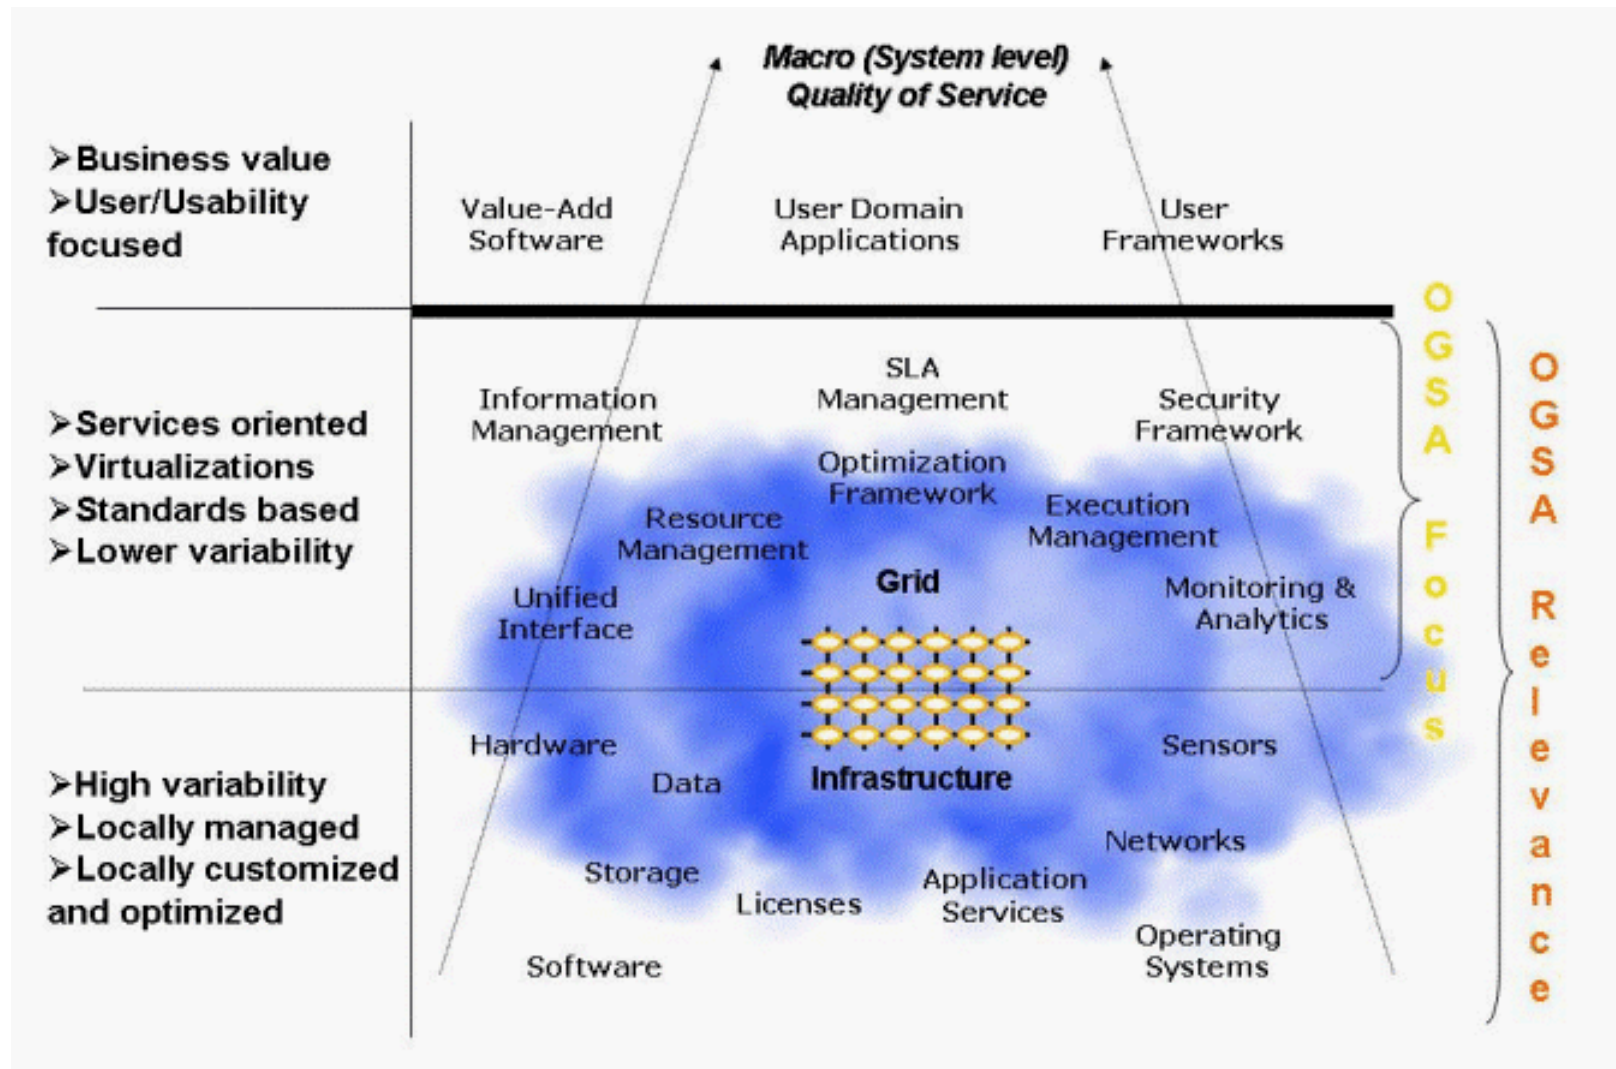 Macro (System level)
Quality of Service
➢Business value
➢User/Usability
focused
Value-Add
Software
User Domain
Applications
User
Frameworks
➢Services oriented
➢Virtualizations
➢Standards based
➢Lower variability
Information
Management
SLA
Management
Security
Framework
Optimization
Framework
Resource
Management
Execution
Management
Unified
Interface
Grid
Monitoring &
Analytics
➢High variability
➢Locally managed
➢Locally customized
and optimized
Hardware
Data
Infrastructure
Sensors
Networks
Storage
Licenses
Application
Services
Software
Operating
Systems
OGSA Focus
OGSA Relevance